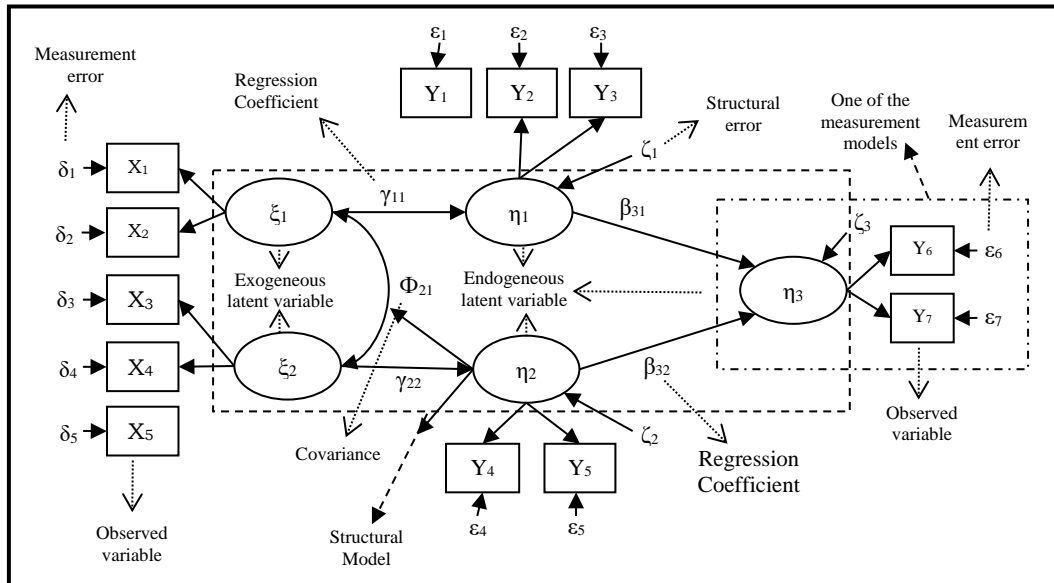 ε1
ε2
ε3
Measurement
error
Regression
Coefficient
Y1
Y2
Y3
Structural
error
One of the
measurement
models
Measurem
ent error
δ1
X1
ζ1
γ11
ξ1
η1
β31
δ2
X2
ζ3
Y6
ε6
Exogeneous
latent variable
Φ21
Endogeneous
latent variable
δ3
X3
η3
Y7
ε7
δ4
X4
ξ2
γ22
η2
β32
δ5
X5
Observed
variable
ζ2
Covariance
Y4
Y5
Regression
Coefficient
ε4
ε5
Observed
variable
Structural
Model